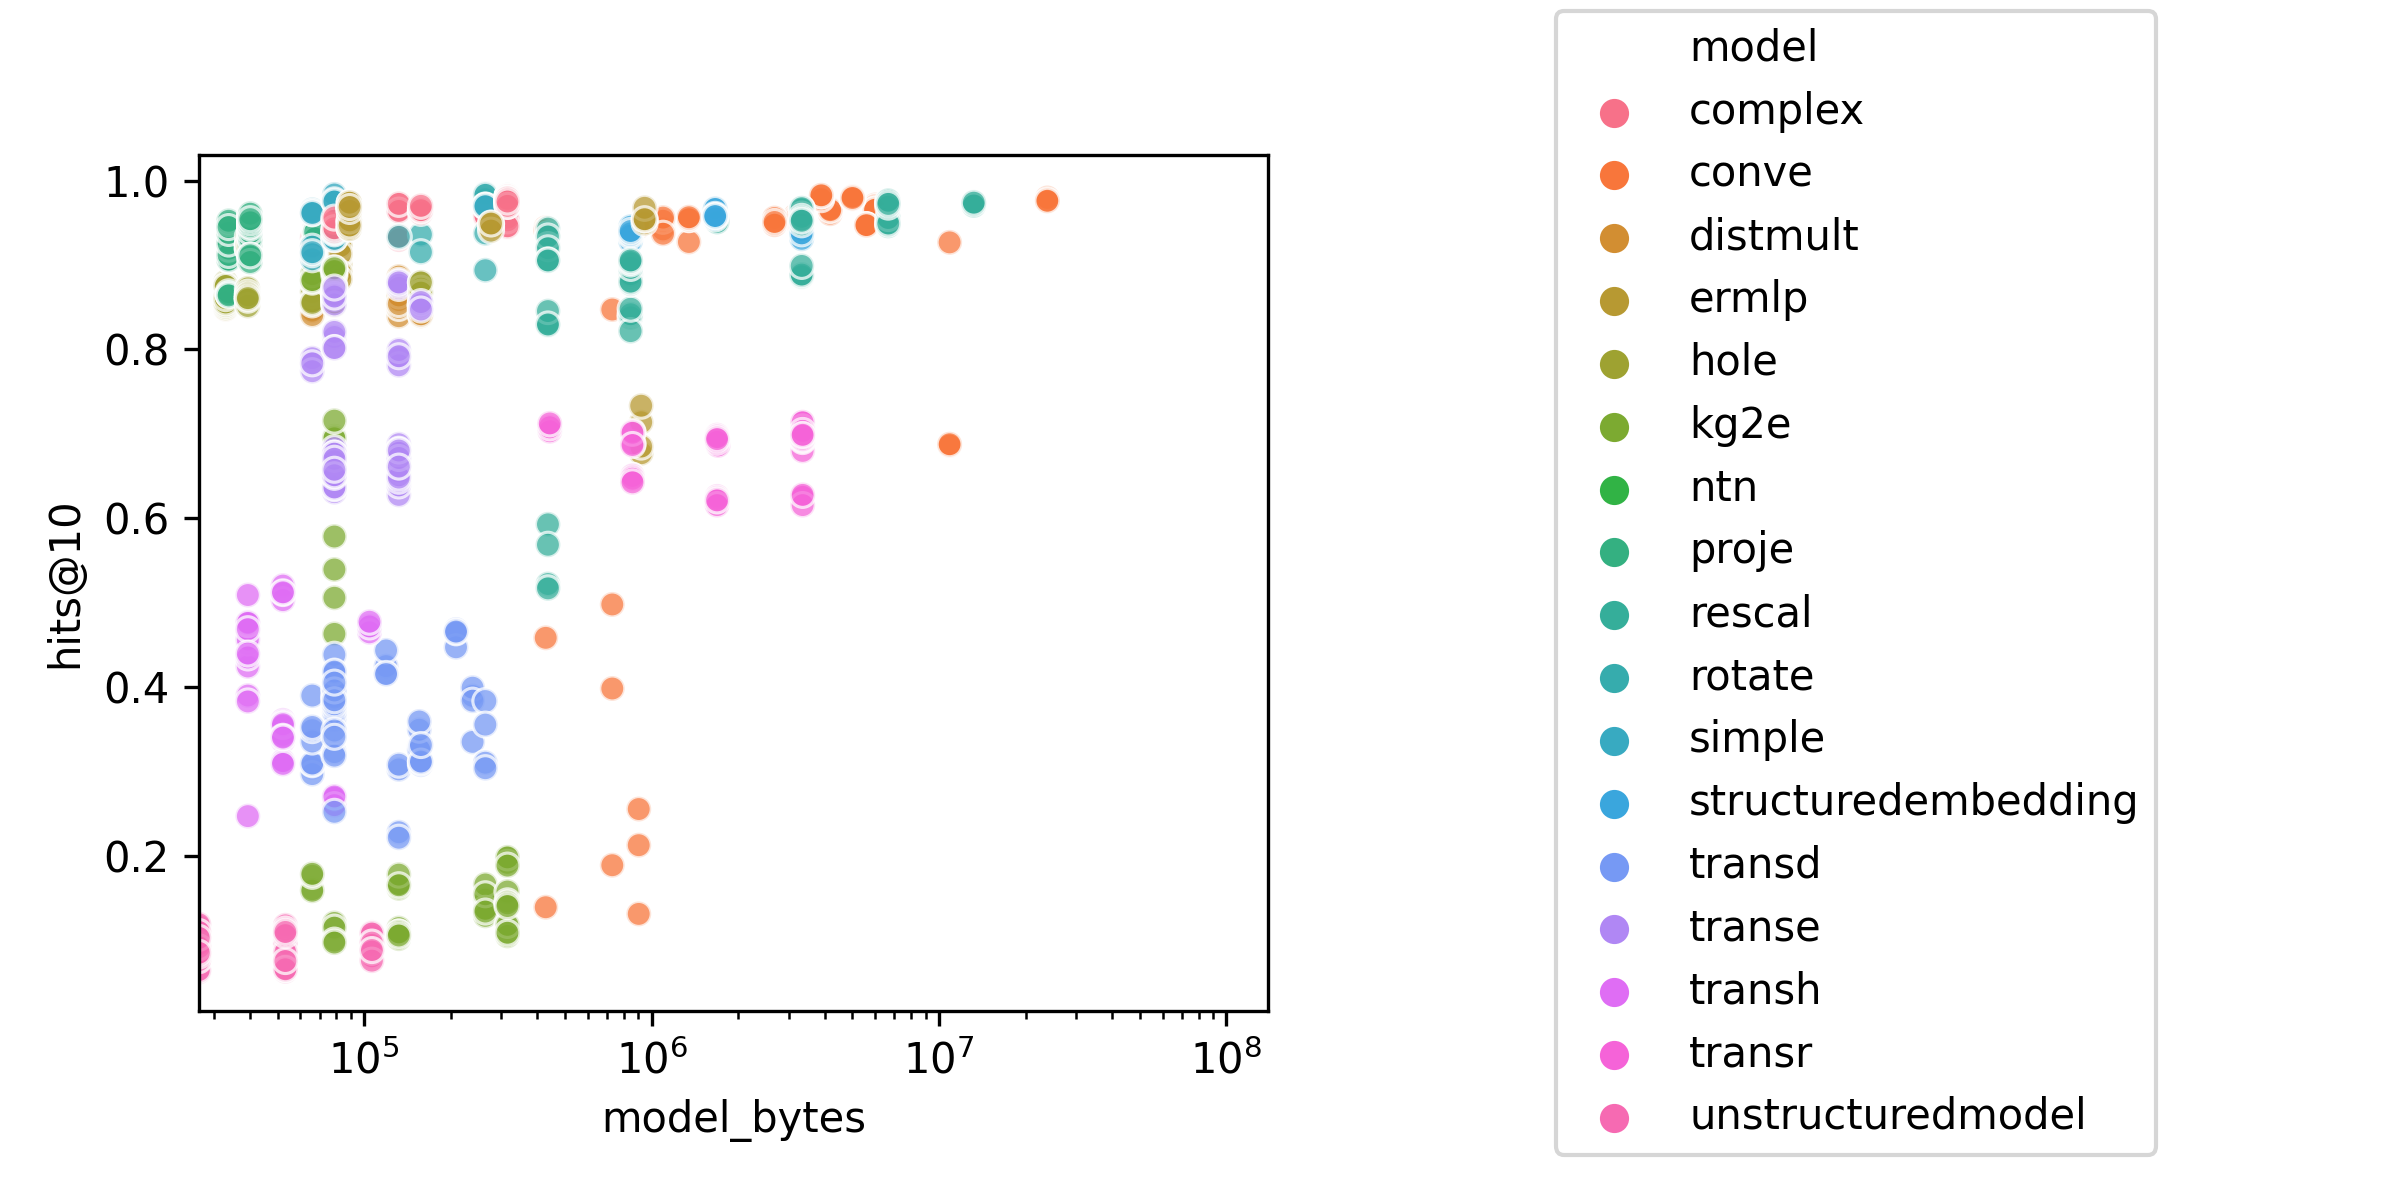 1.0
0.8
0.6
0.4
0.2
hits@10
10⁵
10⁶
10⁷
10⁸
model_bytes
model
complex
conve
distmult
ermlp
hole
kg2e
ntn
proje
rescal
rotate
simple
structuredembedding
transd
transe
transh
transr
unstructuredmodel